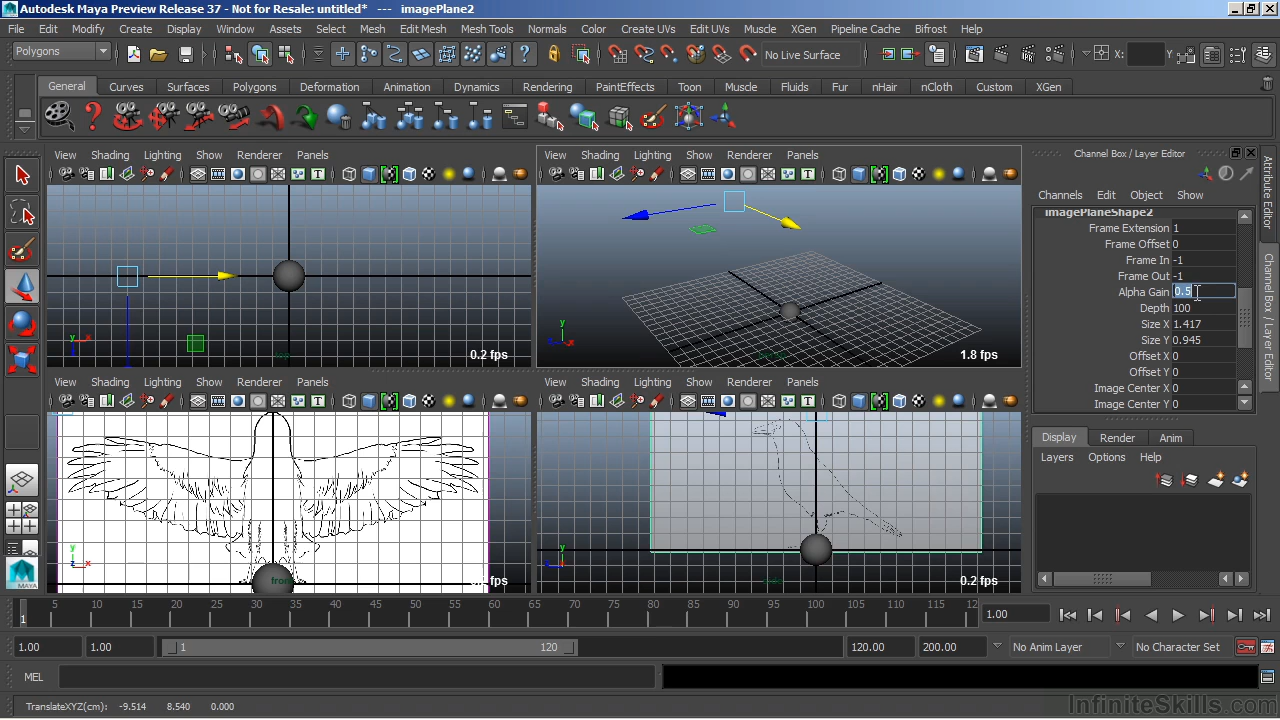 Autodesk Maya Preview Release 37 - Not for Resale: untitled* --- imagePlane2
File Edit Modify Create Display Window Assets Select Mesh Edit Mesh Mesh Tools Normals Color Create UVs Edit UVs Muscle XGen Pipeline Cache Bifrost Help
Polygons No Live Surface X: Y
General Curves Surfaces Polygons Deformation Animation Dynamics Rendering PaintEffects Toon Muscle Fluids Fur nHair nCloth Custom XGen
View Shading Lighting Show Renderer Panels
View Shading Lighting Show Renderer Panels
Channel Box / Layer Editor
Channels Edit Object Show
imagePlaneShape2
Frame Extension 1
Frame Offset 0
Frame In -1
Frame Out -1
Alpha Gain 0.5
Depth 100
Size X 1.417
Size Y 0.945
Offset X 0
Offset Y 0
Image Center X 0
Image Center Y 0
Attribute Editor
Channel Box / Layer Editor
0.2 fps
1.8 fps
View Shading Lighting Show Renderer Panels
View Shading Lighting Show Renderer Panels
front
0.2 fps
Display Render Anim
Layers Options Help
MAYA
1 5 10 15 20 25 30 35 40 45 50 55 60 65 70 75 80 85 90 95 100 105 110 115 12 1.00
1.00 1.00 1 120 120.00 200.00 No Anim Layer No Character Set
MEL
TranslateXYZ(cm): -9.514 8.540 0.000
InfiniteSkills.com